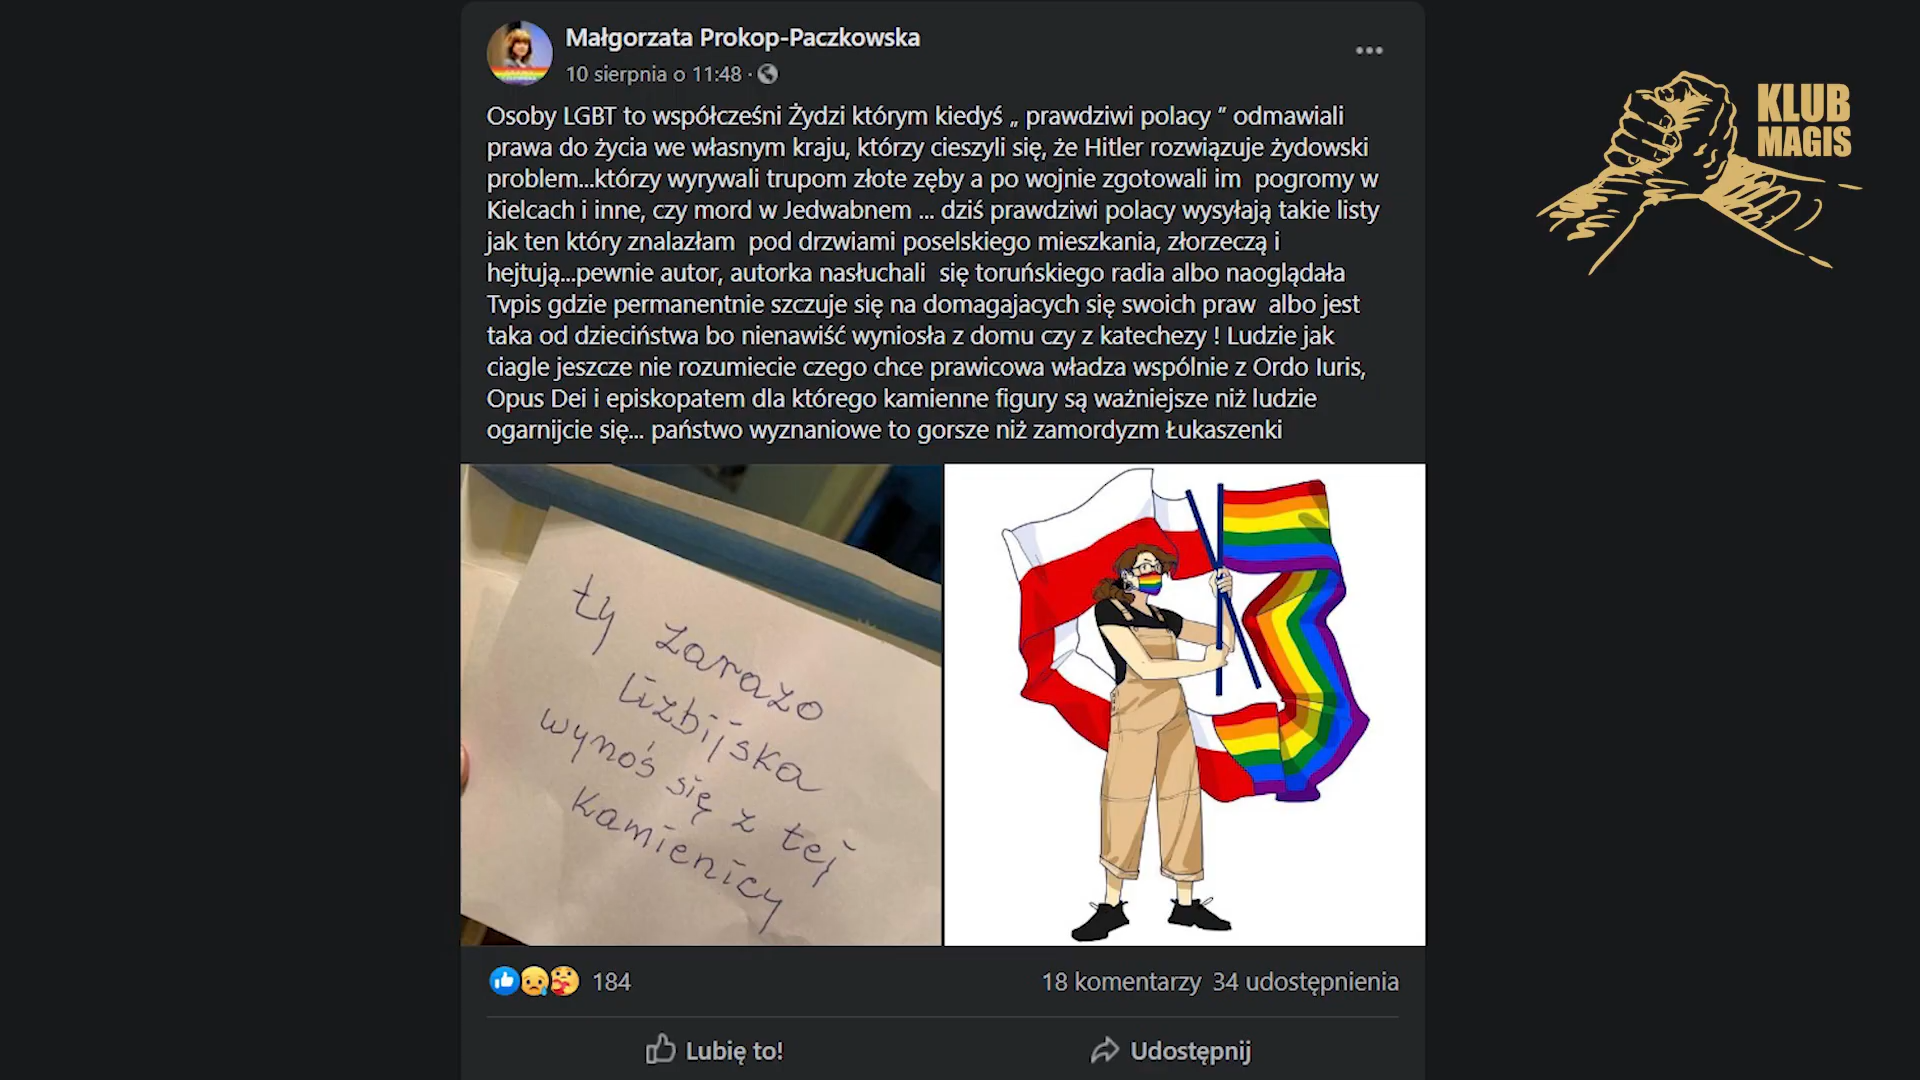 Małgorzata Prokop-Paczkowska
10 sierpnia o 11:48 ·
Osoby LGBT to współcześni Żydzi którym kiedyś „ prawdziwi polacy ” odmawiali
prawa do życia we własnym kraju, którzy cieszyli się, że Hitler rozwiązuje żydowski
problem...którzy wyrywali trupom złote zęby a po wojnie zgotowali im  pogromy w
Kielcach i inne, czy mord w Jedwabnem ... dziś prawdziwi polacy wysyłają takie listy
jak ten który znalazłam  pod drzwiami poselskiego mieszkania, złorzeczą i
hejtują...pewnie autor, autorka nasłuchali  się toruńskiego radia albo naoglądała
Tvpis gdzie permanentnie szczuje się na domagajacych się swoich praw  albo jest
taka od dzieciństwa bo nienawiść wyniosła z domu czy z katechezy ! Ludzie jak
ciagle jeszcze nie rozumiecie czego chce prawicowa władza wspólnie z Ordo Iuris,
Opus Dei i episkopatem dla którego kamienne figury są ważniejsze niż ludzie
ogarnijcie się... państwo wyznaniowe to gorsze niż zamordyzm Łukaszenki
KLUB
MAGIS
ty zarazo
lizbijska
wynoś się z tej
kamienicy
184
18 komentarzy 34 udostępnienia
Lubię to!
Udostępnij